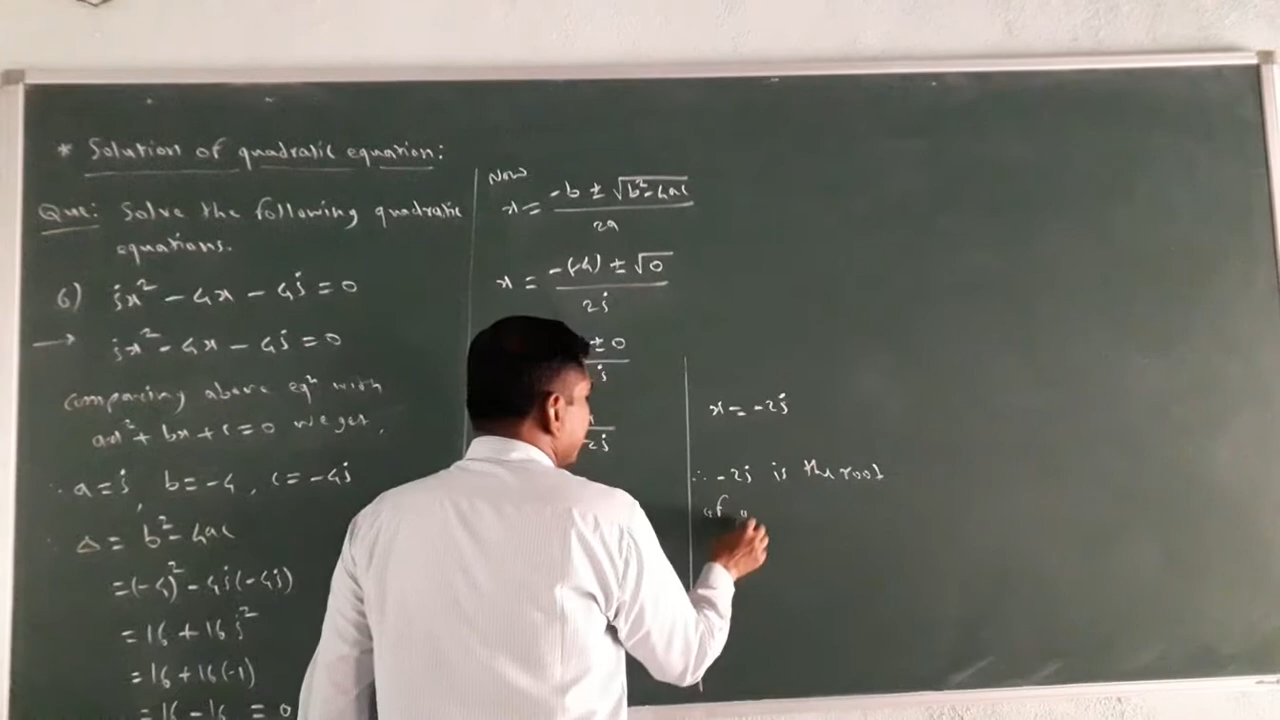 * Solution of quadratic equation:
Que: Solve the following quadratic
equations.
6) jx² - 4x - 4j = 0
→ jx² - 4x - 4j = 0
comparing above eqⁿ with
ax² + bx + c = 0 we get,
∴ a = j, b = -4, c = -4j
∴ Δ = b² - 4ac
= (-4)² - 4j(-4j)
= 16 + 16j²
= 16 + 16(-1)
= 16 - 16 = 0
Now
x = -b ± √b² - 4ac
2a
x = -(-4) ± √0
2j
± 0
j
2j
x = -2j
∴ -2j is the root
of